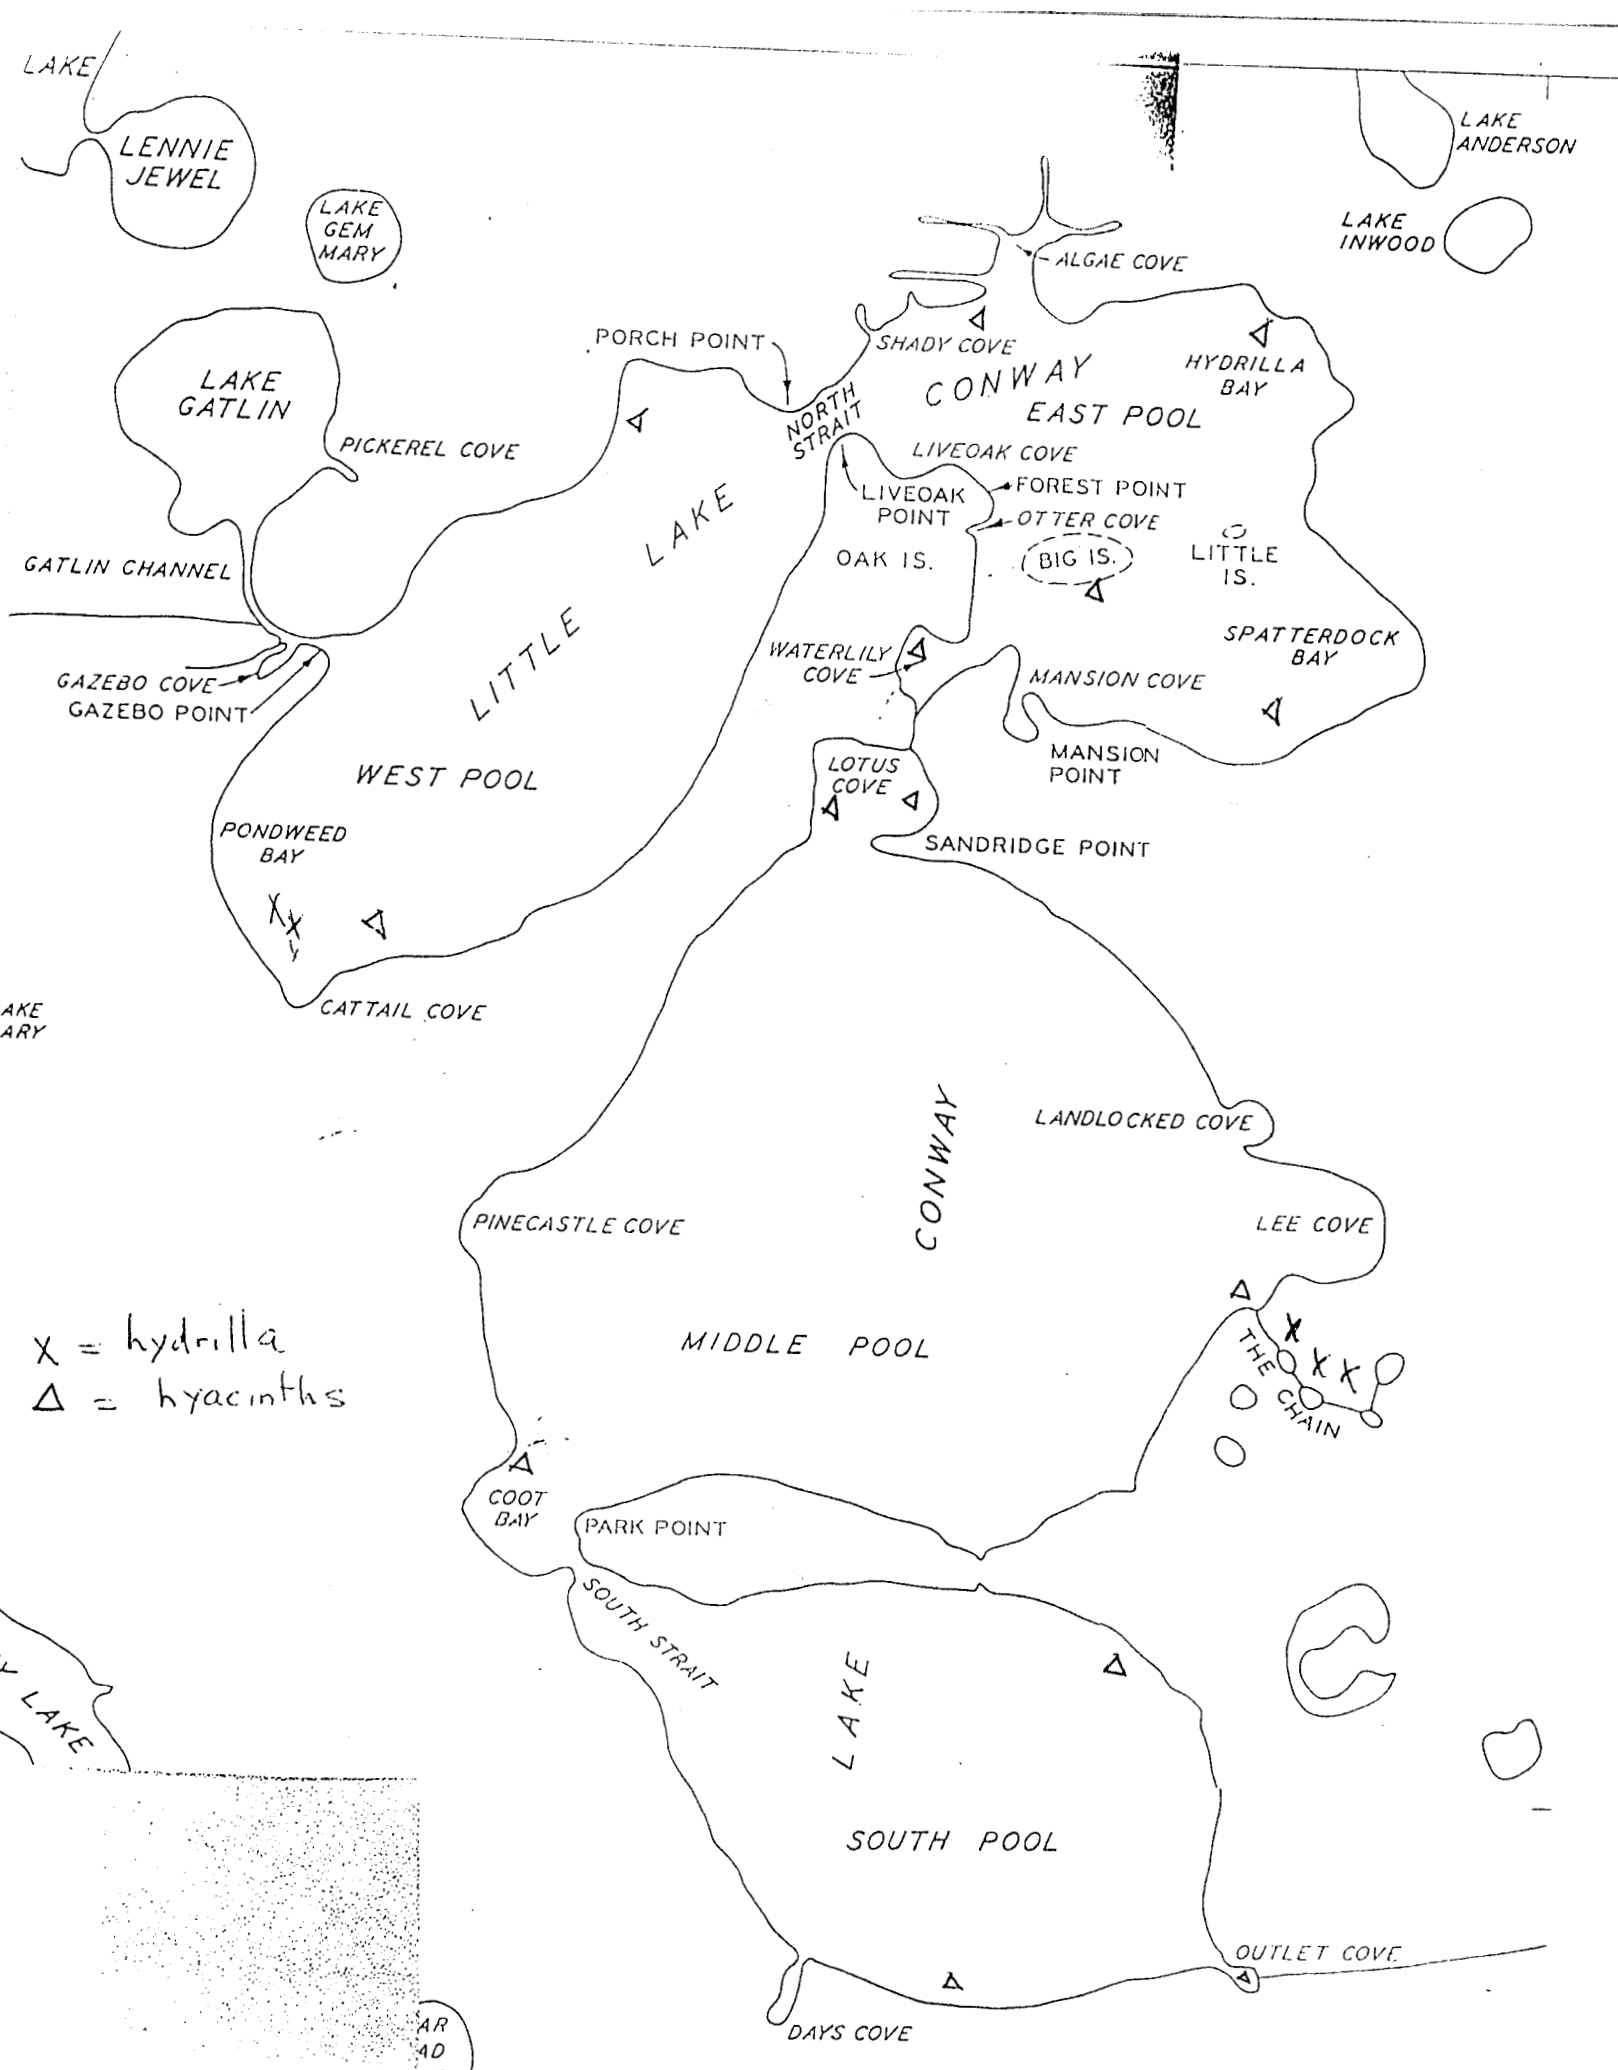 LAKE
LENNIE
JEWEL
LAKE
GEM
MARY
LAKE
ANDERSON
LAKE
INWOOD
ALGAE COVE
PORCH POINT
SHADY COVE
HYDRILLA
BAY
CONWAY
EAST POOL
LAKE
GATLIN
PICKEREL COVE
NORTH
STRAIT
LIVEOAK COVE
LIVEOAK
POINT
FOREST POINT
OTTER COVE
OAK IS.
BIG IS.
LITTLE
IS.
GATLIN CHANNEL
LITTLE LAKE
SPATTERDOCK
BAY
WATERLILY
COVE
MANSION COVE
GAZEBO COVE
GAZEBO POINT
MANSION
POINT
WEST POOL
LOTUS
COVE
PONDWEED
BAY
SANDRIDGE POINT
X
X
CATTAIL COVE
AKE
ARY
CONWAY
LANDLOCKED COVE
PINECASTLE COVE
LEE COVE
MIDDLE POOL
X
X X
THE
CHAIN
X = hydrilla
Δ = hyacinths
COOT
BAY
PARK POINT
SOUTH STRAIT
LAKE
Y LAKE
SOUTH POOL
OUTLET COVE
DAYS COVE
AR
AD